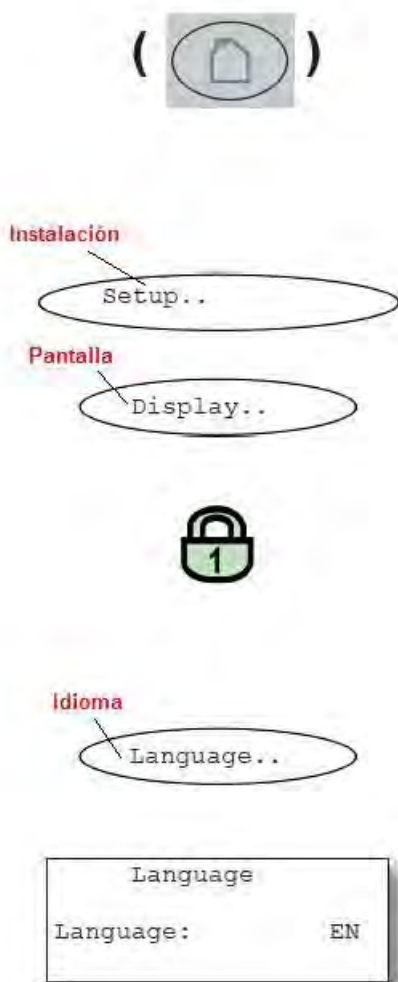 ( )
Instalación
Setup..
Pantalla
Display..
1
Idioma
Language..
Language
Language: EN